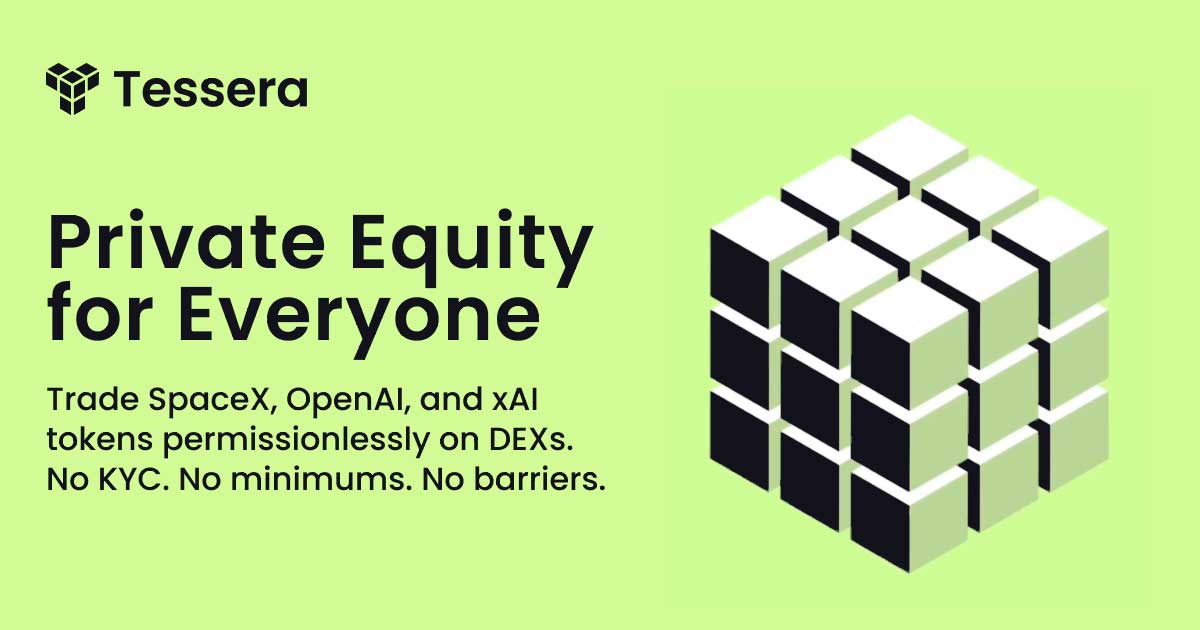 Tessera
Private Equity
for Everyone
Trade SpaceX, OpenAI, and xAI
tokens permissionlessly on DEXs.
No KYC. No minimums. No barriers.